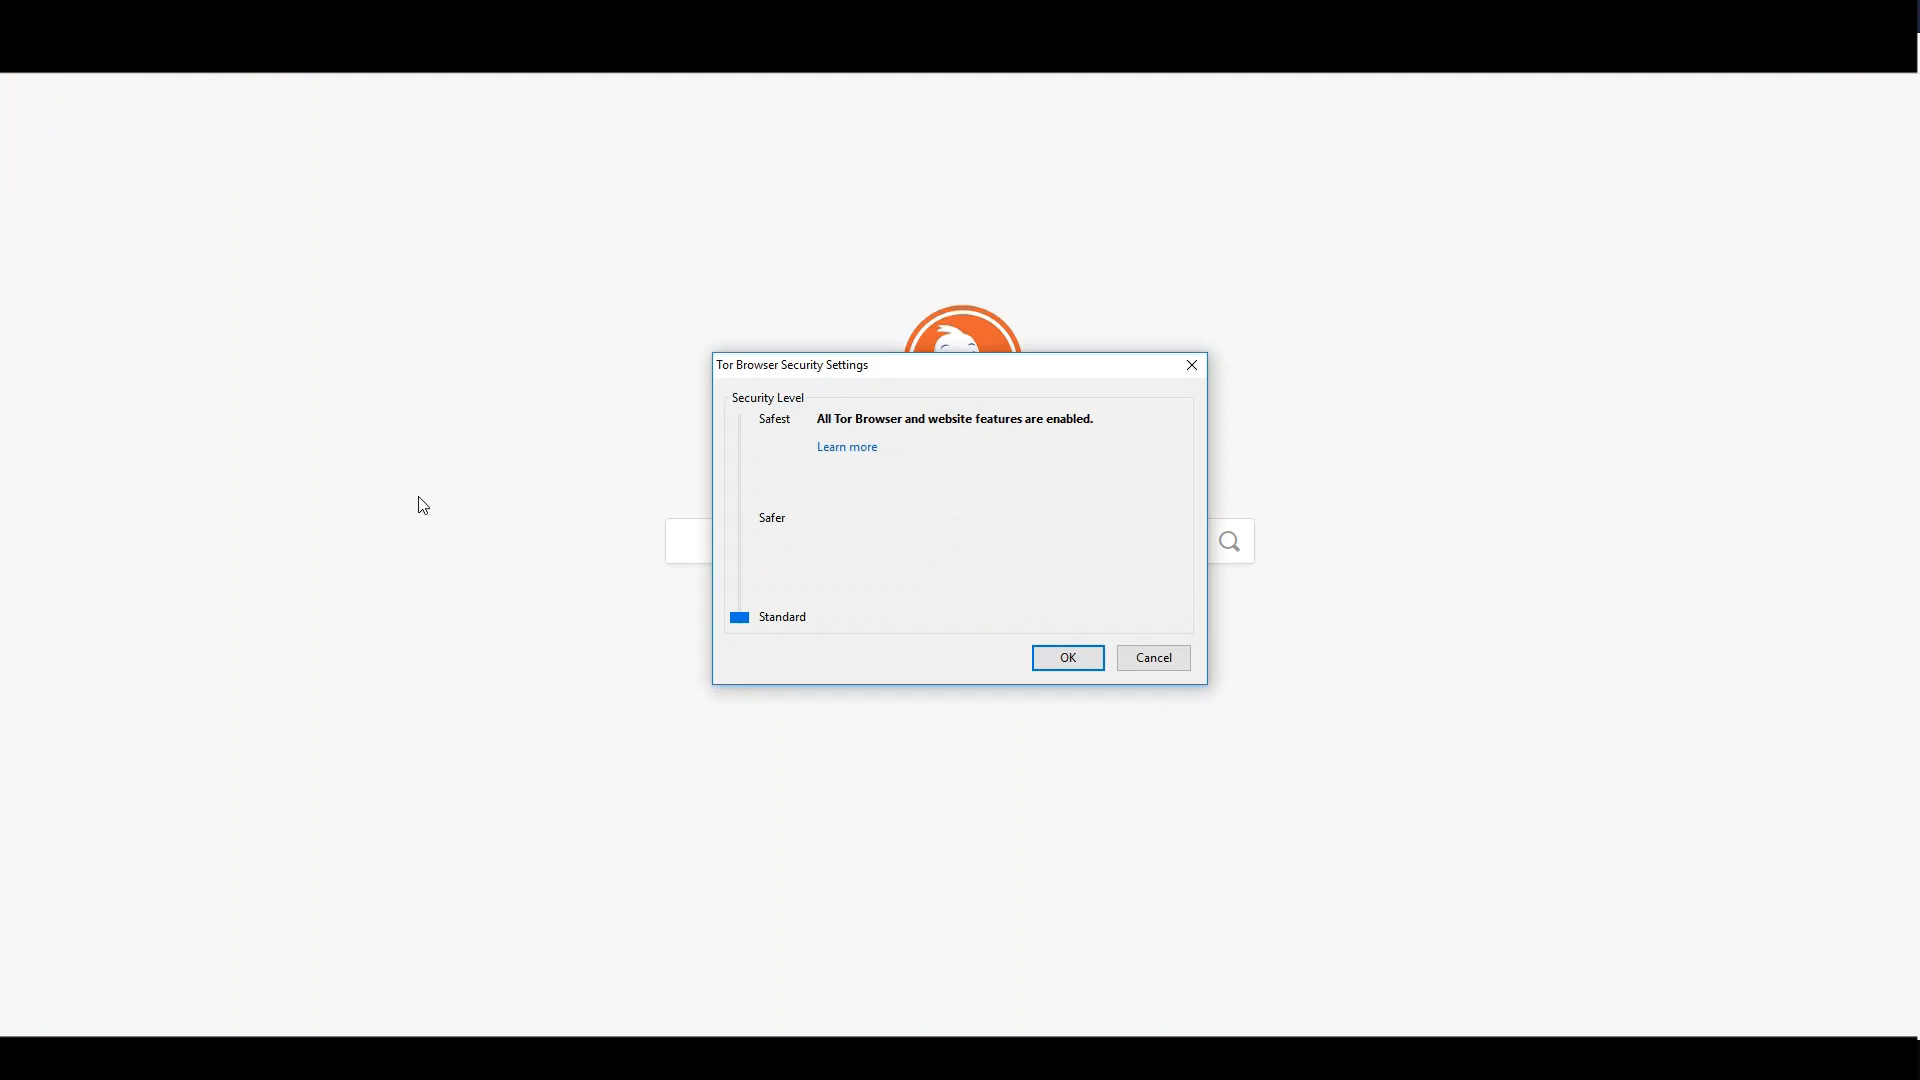 Tor Browser Security Settings
Security Level
Safest All Tor Browser and website features are enabled.
Learn more
Safer
Standard
OK Cancel